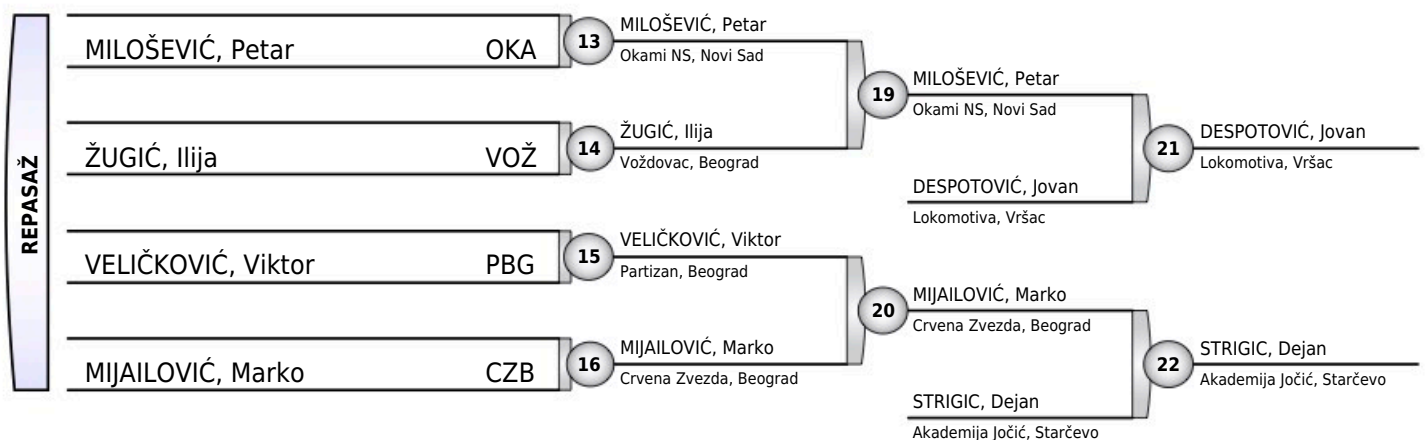 REPASAŽ
MILOŠEVIĆ, Petar OKA
13
MILOŠEVIĆ, Petar
Okami NS, Novi Sad
19
MILOŠEVIĆ, Petar
Okami NS, Novi Sad
ŽUGIĆ, Ilija VOŽ
14
ŽUGIĆ, Ilija
Voždovac, Beograd
21
DESPOTOVIĆ, Jovan
Lokomotiva, Vršac
DESPOTOVIĆ, Jovan
Lokomotiva, Vršac
VELIČKOVIĆ, Viktor PBG
15
VELIČKOVIĆ, Viktor
Partizan, Beograd
20
MIJAILOVIĆ, Marko
Crvena Zvezda, Beograd
MIJAILOVIĆ, Marko CZB
16
MIJAILOVIĆ, Marko
Crvena Zvezda, Beograd
22
STRIGIC, Dejan
Akademija Jočić, Starčevo
STRIGIC, Dejan
Akademija Jočić, Starčevo